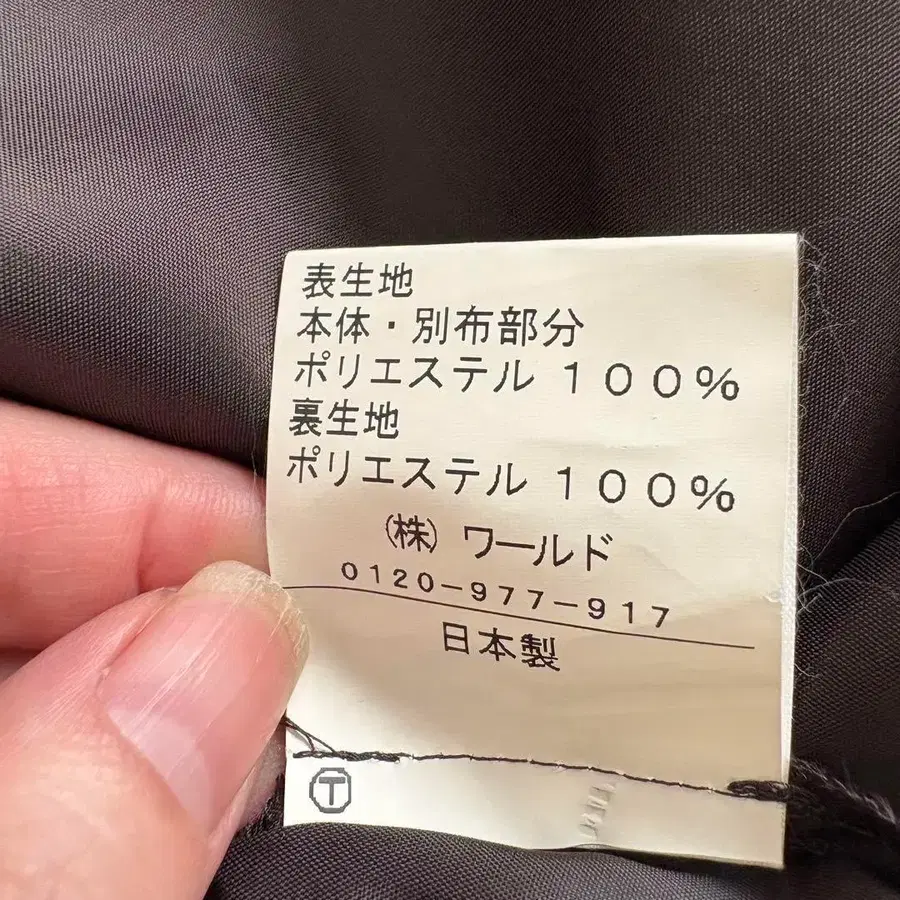 表生地
本体・別布部分
ポリエステル １００％
裏生地
ポリエステル １００％
㈱ ワールド
0120-977-917
日本製
Ⓣ